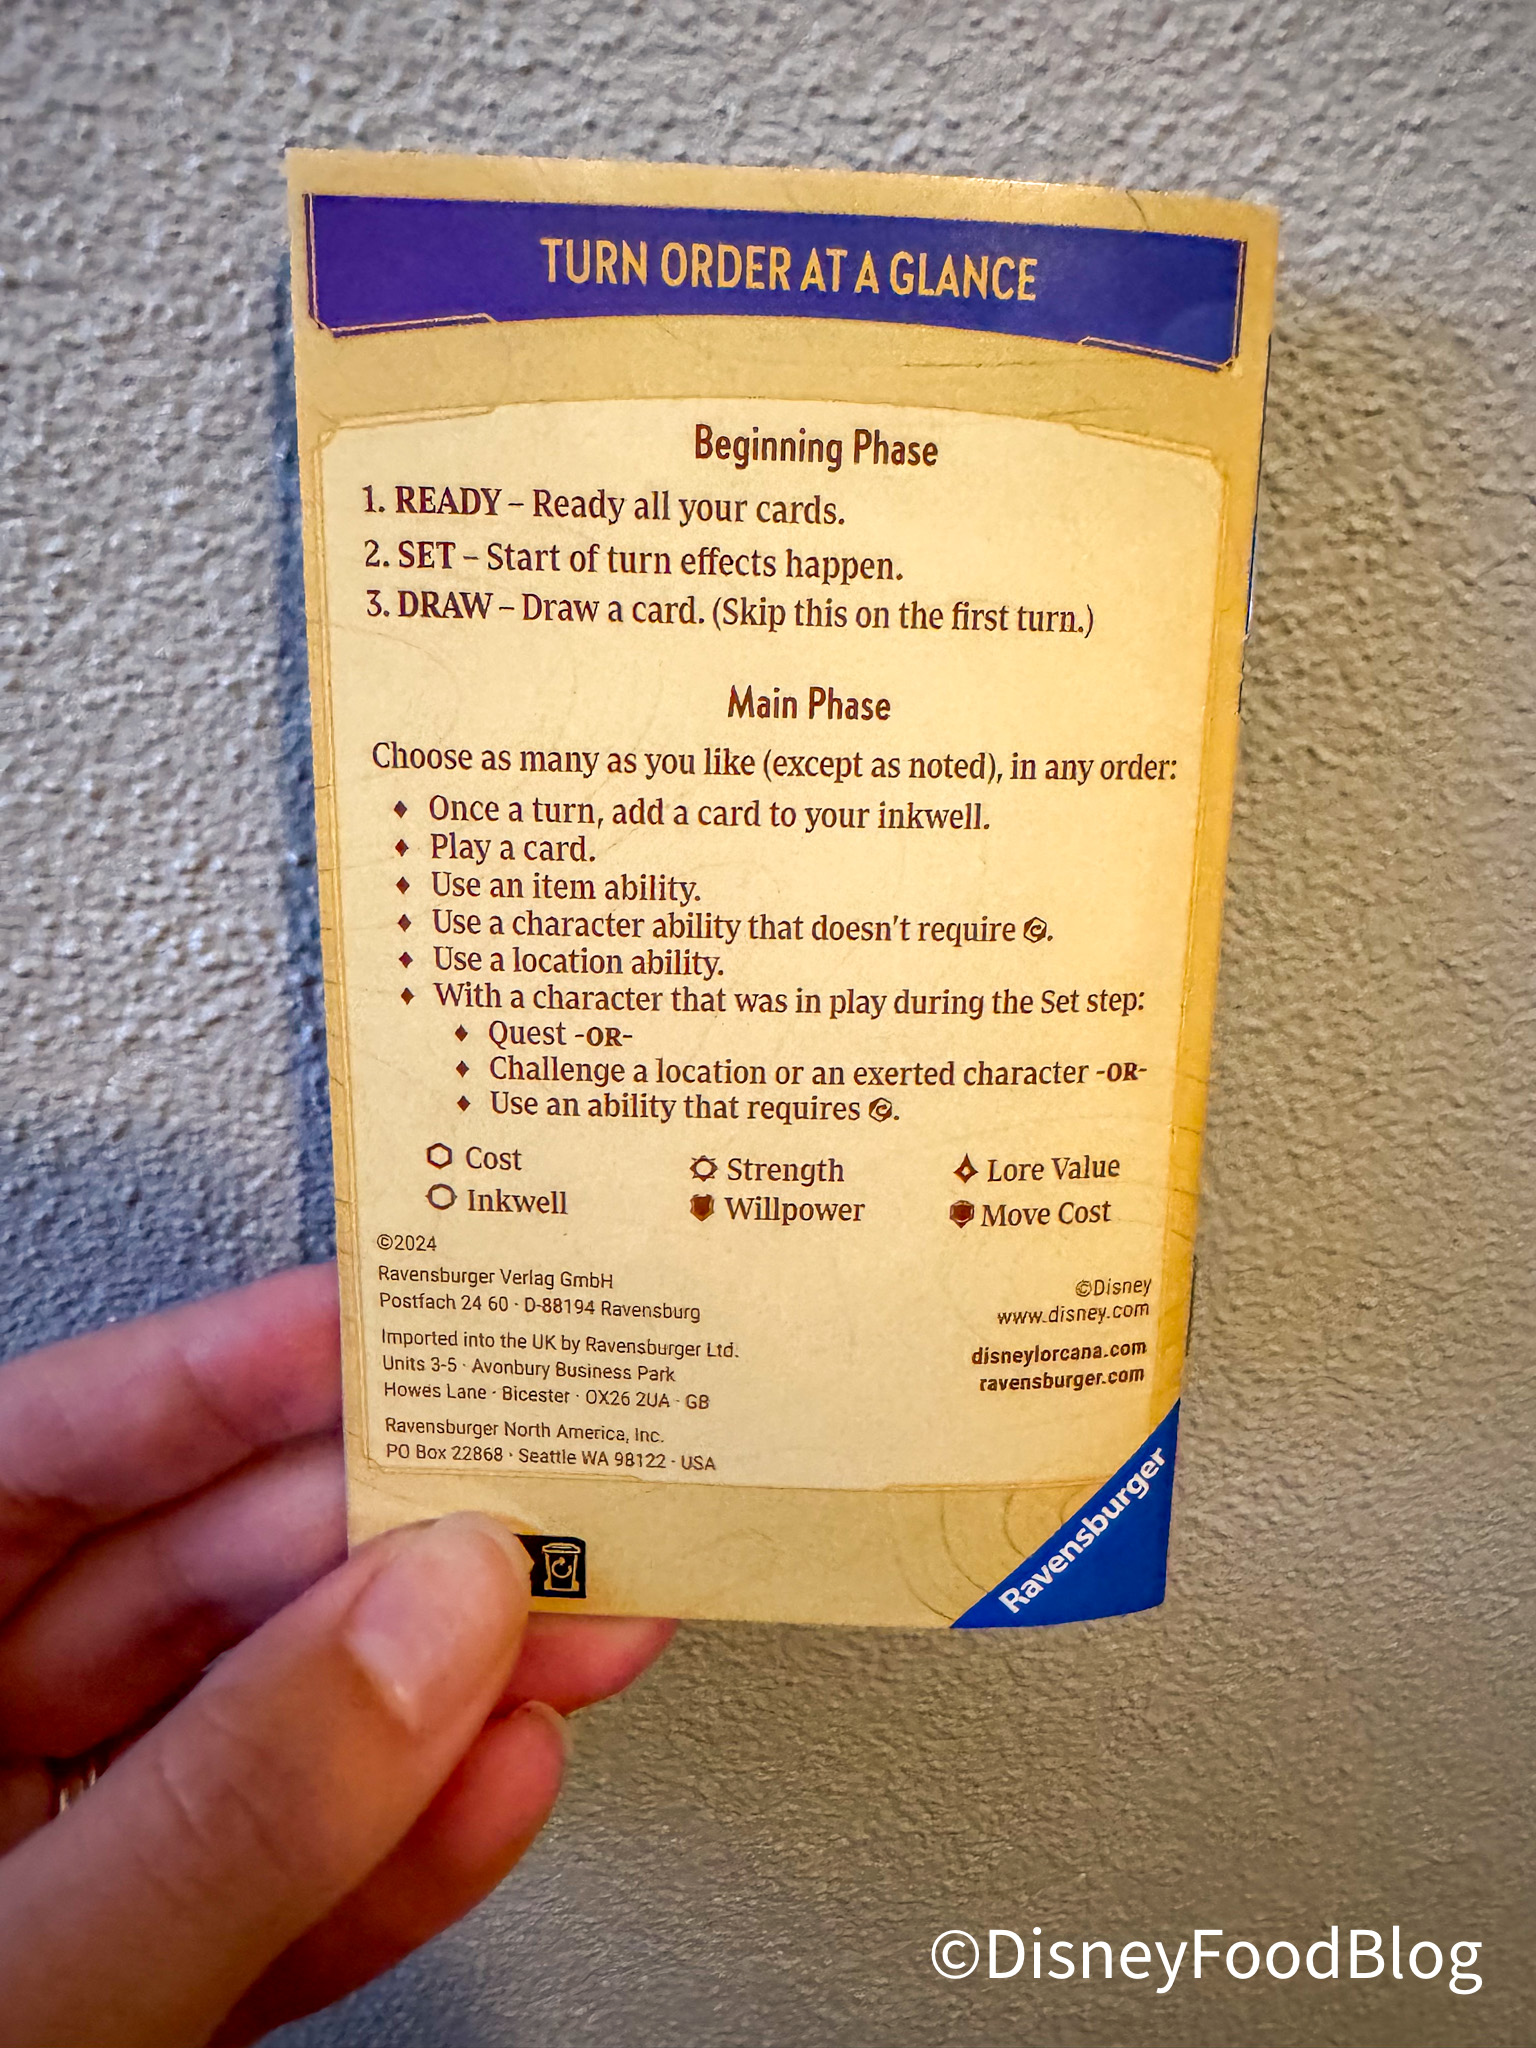 TURN ORDER AT A GLANCE
Beginning Phase
1. READY – Ready all your cards.
2. SET – Start of turn effects happen.
3. DRAW – Draw a card. (Skip this on the first turn.)
Main Phase
Choose as many as you like (except as noted), in any order:
♦ Once a turn, add a card to your inkwell.
♦ Play a card.
♦ Use an item ability.
♦ Use a character ability that doesn't require ⟳.
♦ Use a location ability.
♦ With a character that was in play during the Set step:
♦ Quest -OR-
♦ Challenge a location or an exerted character -OR-
♦ Use an ability that requires ⟳.
Cost Strength Lore Value
Inkwell Willpower Move Cost
©2024
Ravensburger Verlag GmbH
Postfach 24 60 · D-88194 Ravensburg
Imported into the UK by Ravensburger Ltd.
Units 3-5 · Avonbury Business Park
Howes Lane · Bicester · OX26 2UA · GB
Ravensburger North America, Inc.
PO Box 22868 · Seattle WA 98122 · USA
©Disney
www.disney.com
disneylorcana.com
ravensburger.com
Ravensburger
©DisneyFoodBlog